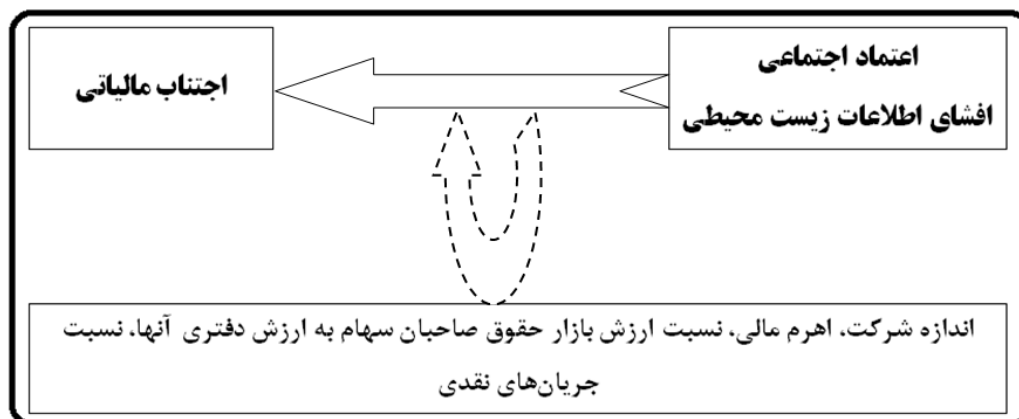 اعتماد اجتماعی
افشای اطلاعات زیست محیطی
اجتناب مالیاتی
اندازه شرکت، اهرم مالی، نسبت ارزش بازار حقوق صاحبان سهام به ارزش دفتری آنها، نسبت
جریان‌های نقدی